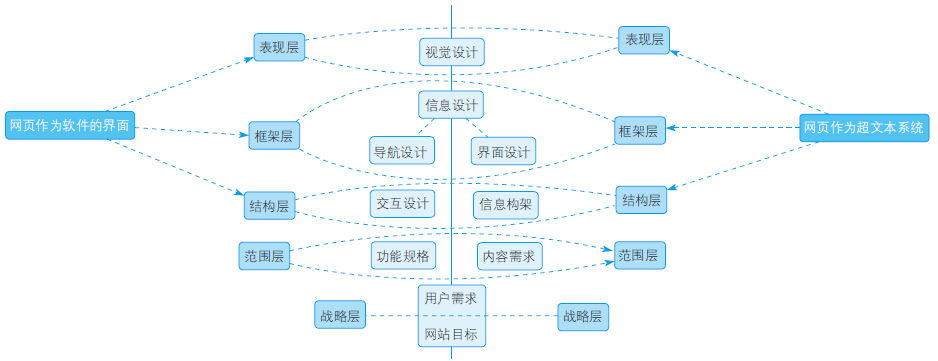 表现层
视觉设计
表现层
信息设计
网页作为软件的界面
框架层
框架层
网页作为超文本系统
导航设计
界面设计
结构层
交互设计
信息构架
结构层
范围层
功能规格
内容需求
范围层
用户需求
战略层
战略层
网站目标